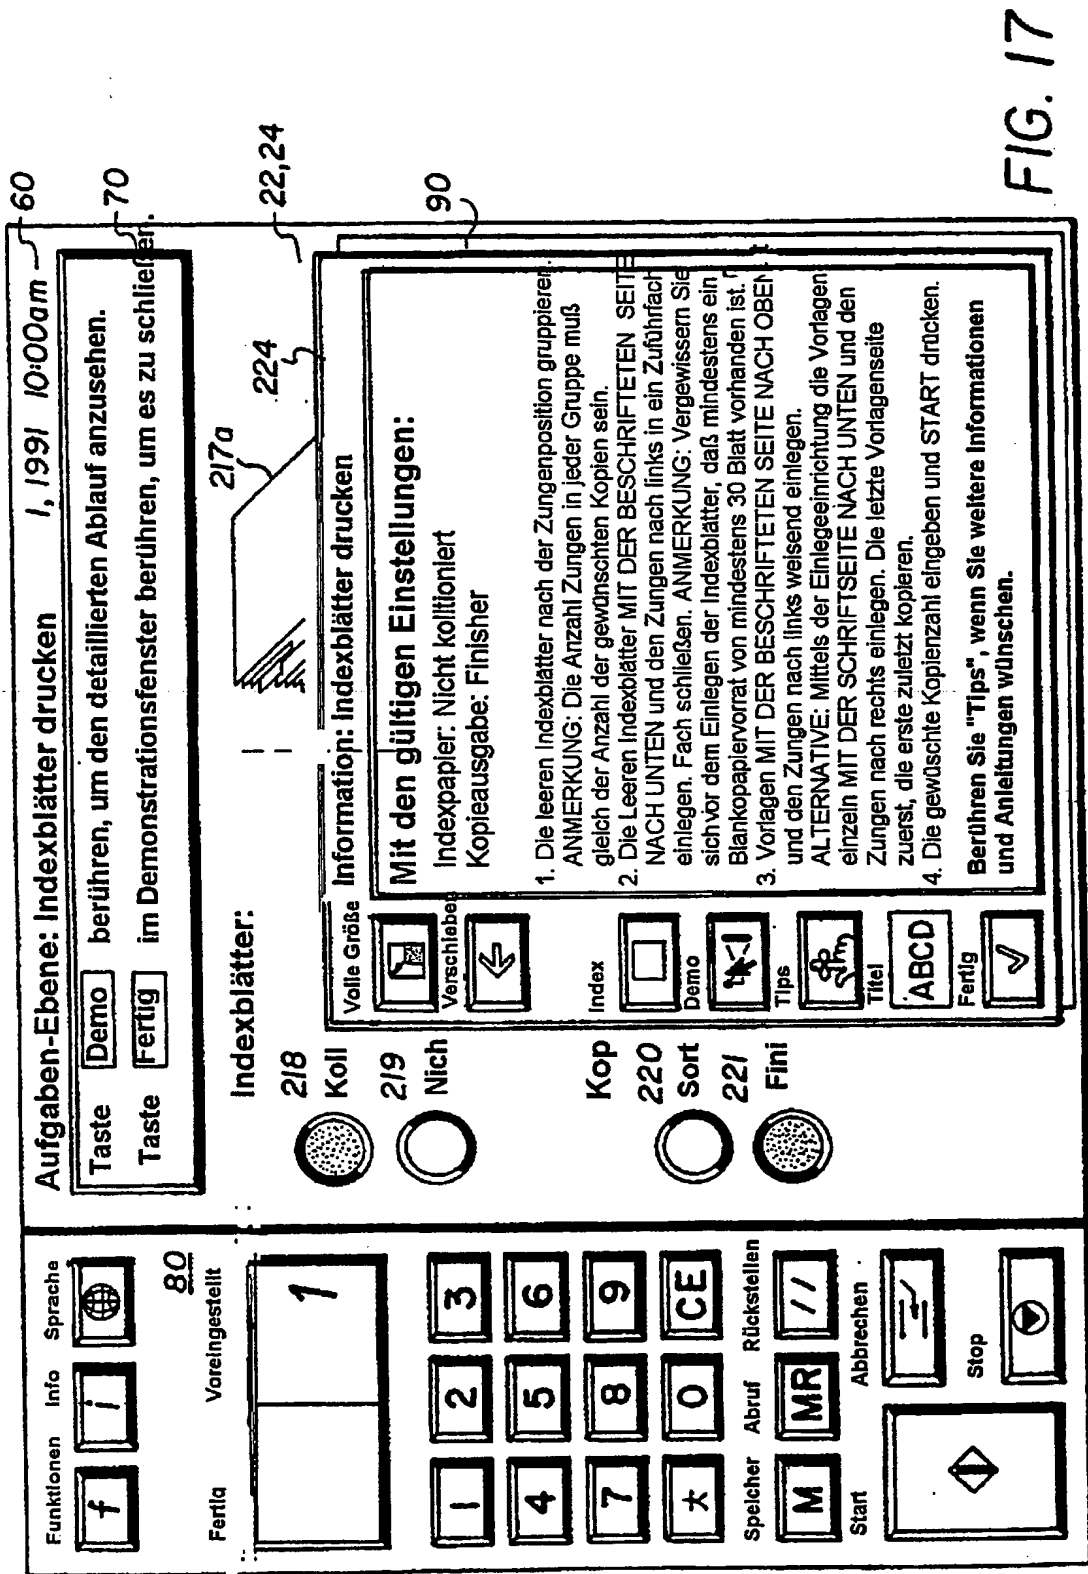 Aufgaben-Ebene: Indexblätter drucken 1, 1991 10:00am 60
Taste Demo berühren, um den detaillierten Ablauf anzusehen.
Taste Fertig im Demonstrationsfenster berühren, um es zu schließen.
70
Funktionen Info Sprache
f i
80
Fertig Voreingestellt
1
1 2 3
4 5 6
7 8 9
* 0 CE
Speicher Abruf Rückstellen
M MR //
Start Abbrechen
Stop
Indexblätter:
217a
224
22,24
218
Koll
219
Nich
Kop
220
Sort
221
Fini
90
Information: Indexblätter drucken
Volle Größe
Verschieben
Index
Demo
Tips
Titel
ABCD
Fertig
Mit den gültigen Einstellungen:
Indexpapier: Nicht kolltioniert
Kopieausgabe: Finisher
1. Die leeren Indexblätter nach der Zungenposition gruppieren.
ANMERKUNG: Die Anzahl Zungen in jeder Gruppe muß
gleich der Anzahl der gewünschten Kopien sein.
2. Die Leeren Indexblätter MIT DER BESCHRIFTETEN SEITE
NACH UNTEN und den Zungen nach links in ein Zuführfach
einlegen. Fach schließen. ANMERKUNG: Vergewissern Sie
sich vor dem Einlegen der Indexblätter, daß mindestens ein
Blankopapiervorrat von mindestens 30 Blatt vorhanden ist.
3. Vorlagen MIT DER BESCHRIFTETEN SEITE NACH OBEN
und den Zungen nach links weisend einlegen.
ALTERNATIVE: Mittels der Einlegeeinrichtung die Vorlagen
einzeln MIT DER SCHRIFTSEITE NACH UNTEN und den
Zungen nach rechts einlegen. Die letzte Vorlagenseite
zuerst, die erste zuletzt kopieren.
4. Die gewüschte Kopienzahl eingeben und START drücken.
Berühren Sie "Tips", wenn Sie weitere Informationen
und Anleitungen wünschen.
FIG. 17